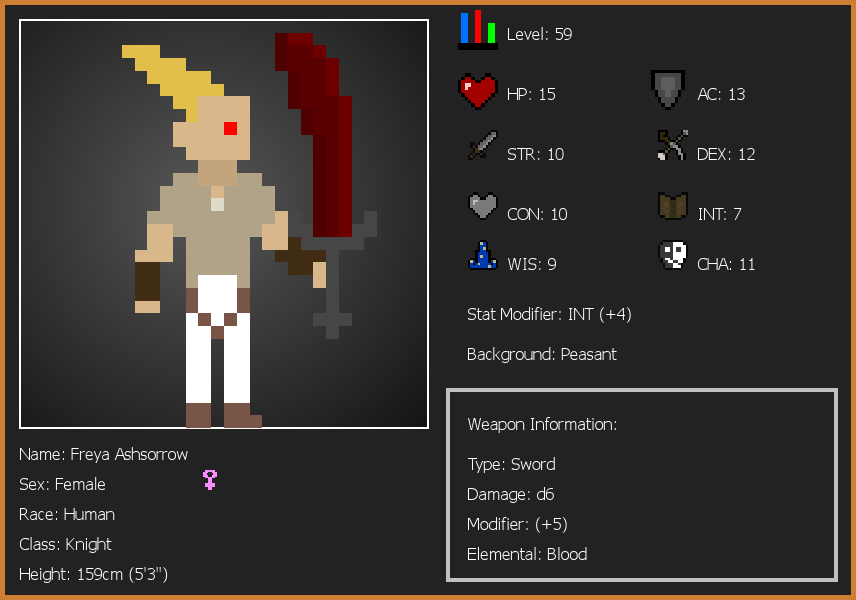 Level: 59
HP: 15
AC: 13
STR: 10
DEX: 12
CON: 10
INT: 7
WIS: 9
CHA: 11
Stat Modifier: INT (+4)
Background: Peasant
Weapon Information:
Type: Sword
Damage: d6
Modifier: (+5)
Elemental: Blood
Name: Freya Ashsorrow
Sex: Female
Race: Human
Class: Knight
Height: 159cm (5'3")